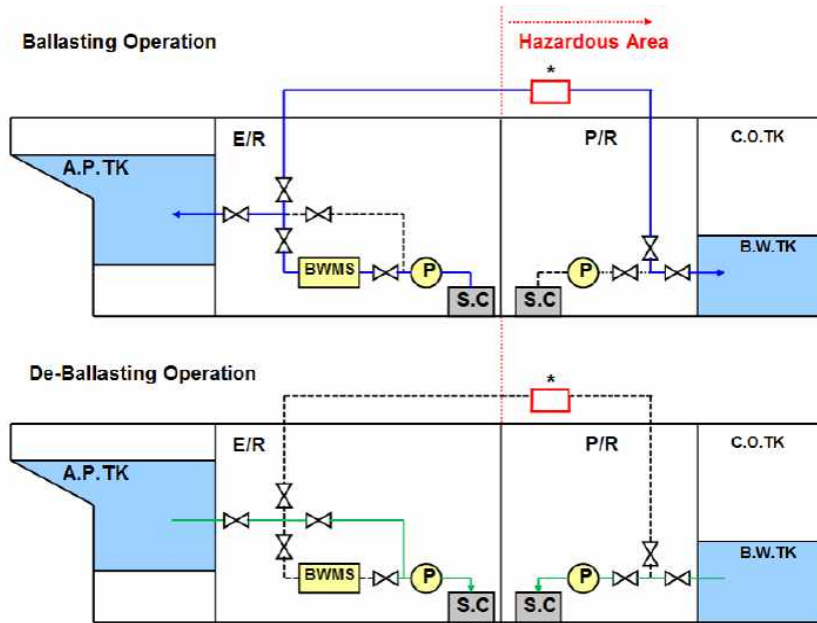 Ballasting Operation
Hazardous Area
*
E/R
P/R
C.O.TK
A.P.TK
B.W.TK
BWMS
P
P
S.C
S.C
De-Ballasting Operation
*
E/R
P/R
C.O.TK
A.P.TK
B.W.TK
BWMS
P
P
S.C
S.C